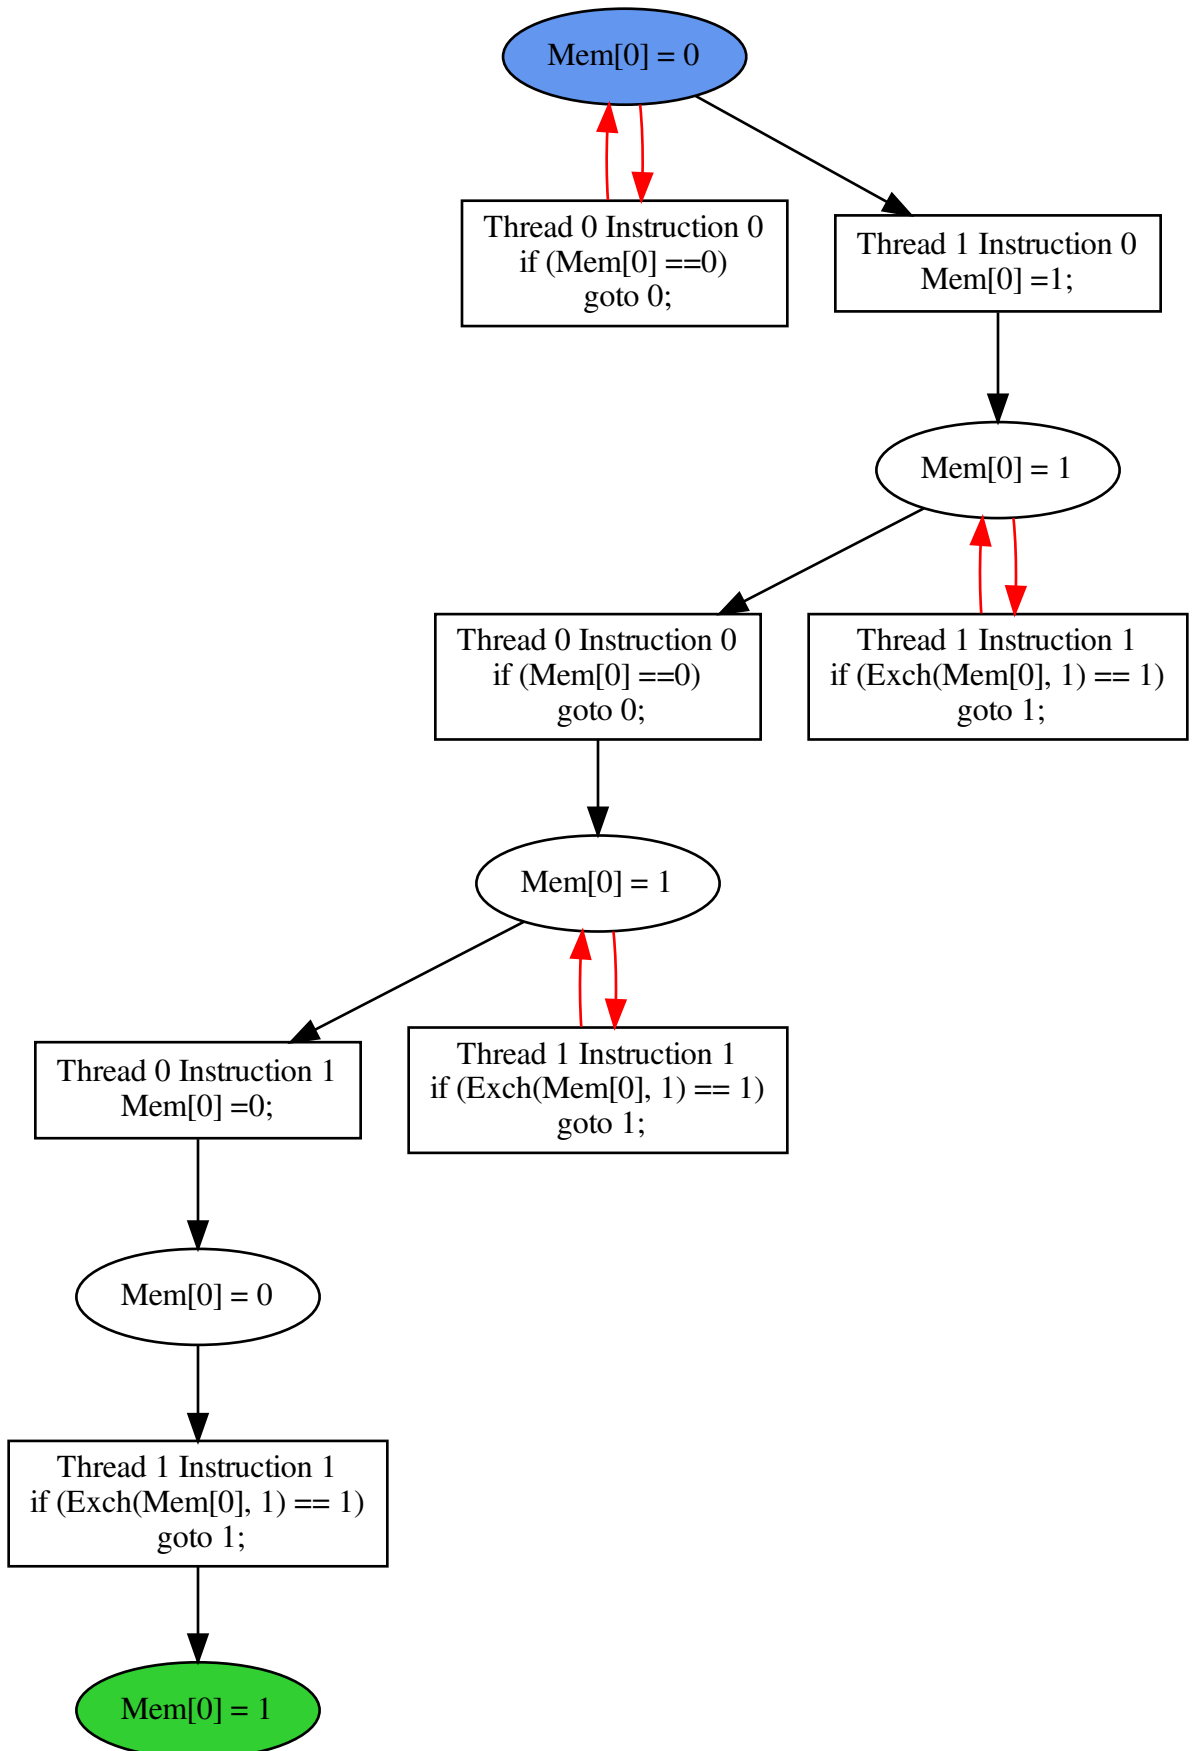 Mem[0] = 0
Thread 0 Instruction 0
if (Mem[0] ==0)
goto 0;
Thread 1 Instruction 0
Mem[0] =1;
Mem[0] = 1
Thread 0 Instruction 0
if (Mem[0] ==0)
goto 0;
Thread 1 Instruction 1
if (Exch(Mem[0], 1) == 1)
goto 1;
Mem[0] = 1
Thread 0 Instruction 1
Mem[0] =0;
Thread 1 Instruction 1
if (Exch(Mem[0], 1) == 1)
goto 1;
Mem[0] = 0
Thread 1 Instruction 1
if (Exch(Mem[0], 1) == 1)
goto 1;
Mem[0] = 1